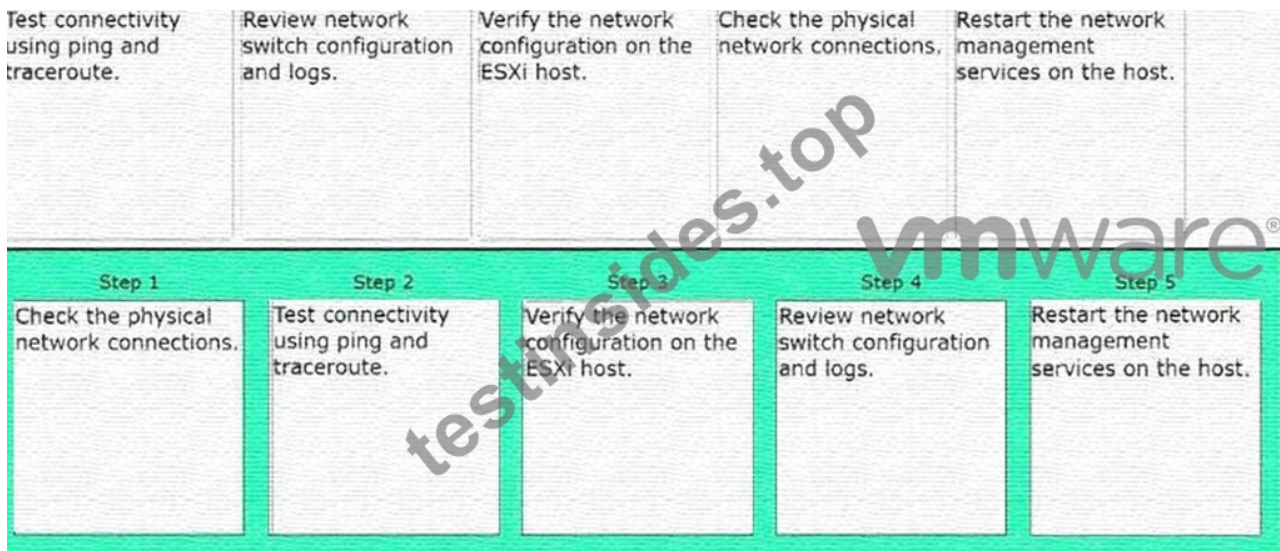 Test connectivity
using ping and
traceroute.
Review network
switch configuration
and logs.
Verify the network
configuration on the
ESXi host.
Check the physical
network connections.
Restart the network
management
services on the host.
testinsides.top
vmware®
Step 1
Check the physical
network connections.
Step 2
Test connectivity
using ping and
traceroute.
Step 3
Verify the network
configuration on the
ESXi host.
Step 4
Review network
switch configuration
and logs.
Step 5
Restart the network
management
services on the host.